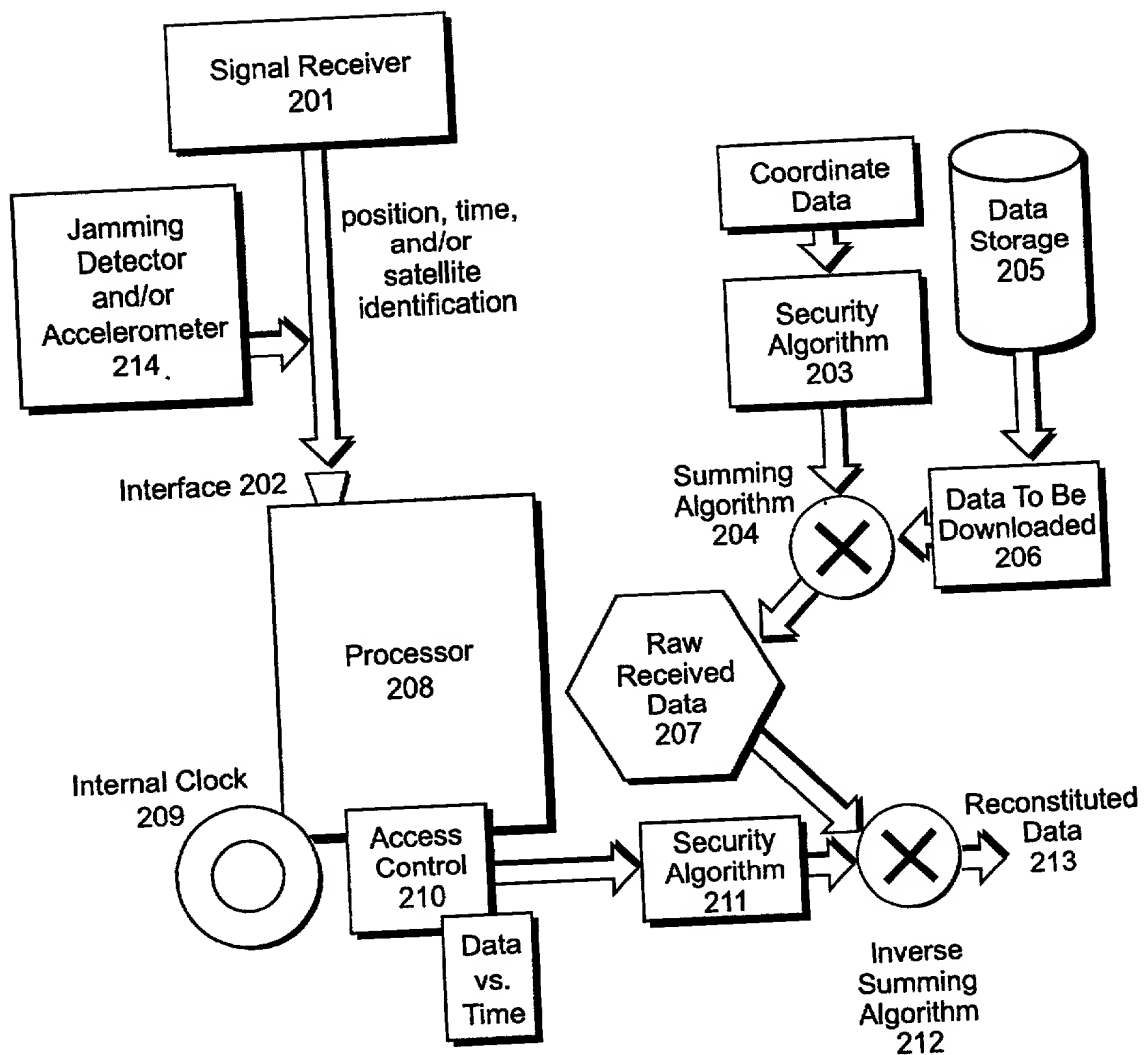 Signal Receiver
201
Jamming
Detector
and/or
Accelerometer
214 .
position, time,
and/or
satellite
identification
Coordinate
Data
Data
Storage
205
Security
Algorithm
203
Interface 202
Summing
Algorithm
204
Data To Be
Downloaded
206
Processor
208
Raw
Received
Data
207
Internal Clock
209
Access
Control
210
Security
Algorithm
211
Reconstituted
Data
213
Data
vs.
Time
Inverse
Summing
Algorithm
212